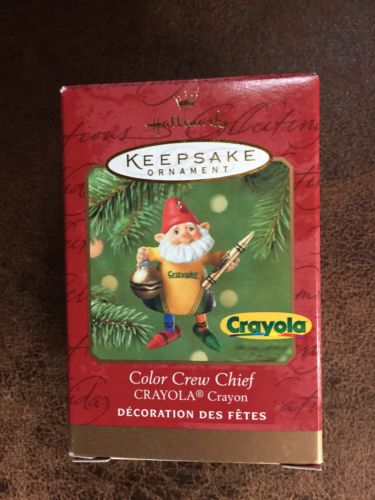 Hallmark
KEEPSAKE
ORNAMENT
Crayola
Crayola
Color Crew Chief
CRAYOLA® Crayon
DÉCORATION DES FÊTES